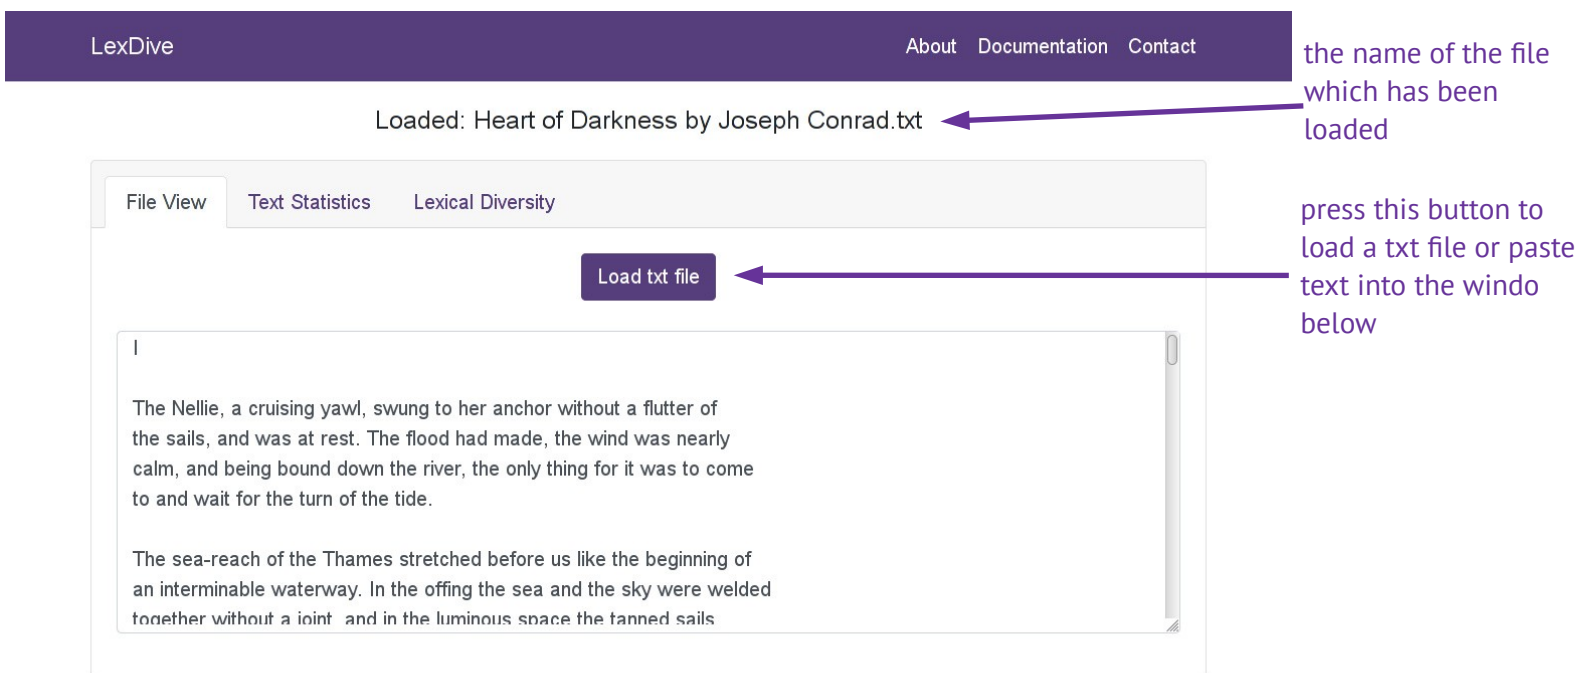 LexDive
About Documentation Contact
the name of the file
which has been
loaded
Loaded: Heart of Darkness by Joseph Conrad.txt
File View Text Statistics Lexical Diversity
press this button to
load a txt file or paste
text into the windo
below
Load txt file
I
The Nellie, a cruising yawl, swung to her anchor without a flutter of
the sails, and was at rest. The flood had made, the wind was nearly
calm, and being bound down the river, the only thing for it was to come
to and wait for the turn of the tide.
The sea-reach of the Thames stretched before us like the beginning of
an interminable waterway. In the offing the sea and the sky were welded
together without a joint, and in the luminous space the tanned sails